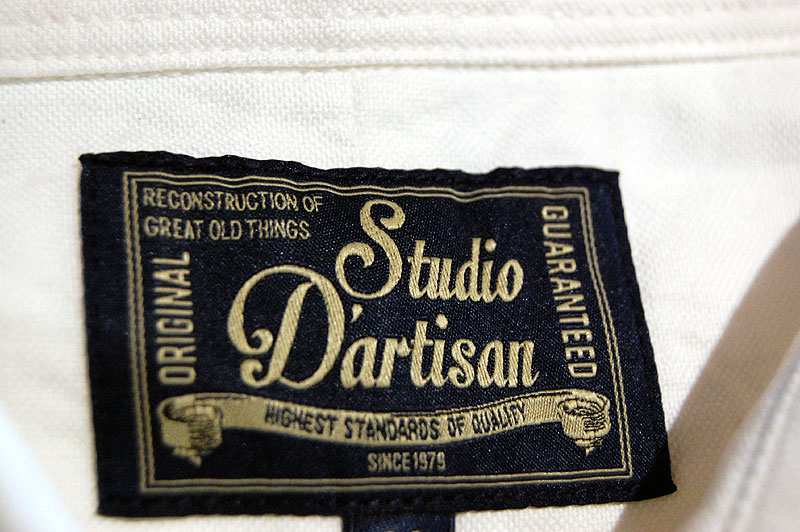 RECONSTRUCTION OF
GREAT OLD THINGS
Studio
D'artisan
ORIGINAL
GUARANTEED
HIGHEST STANDARDS OF QUALITY
SINCE 1979